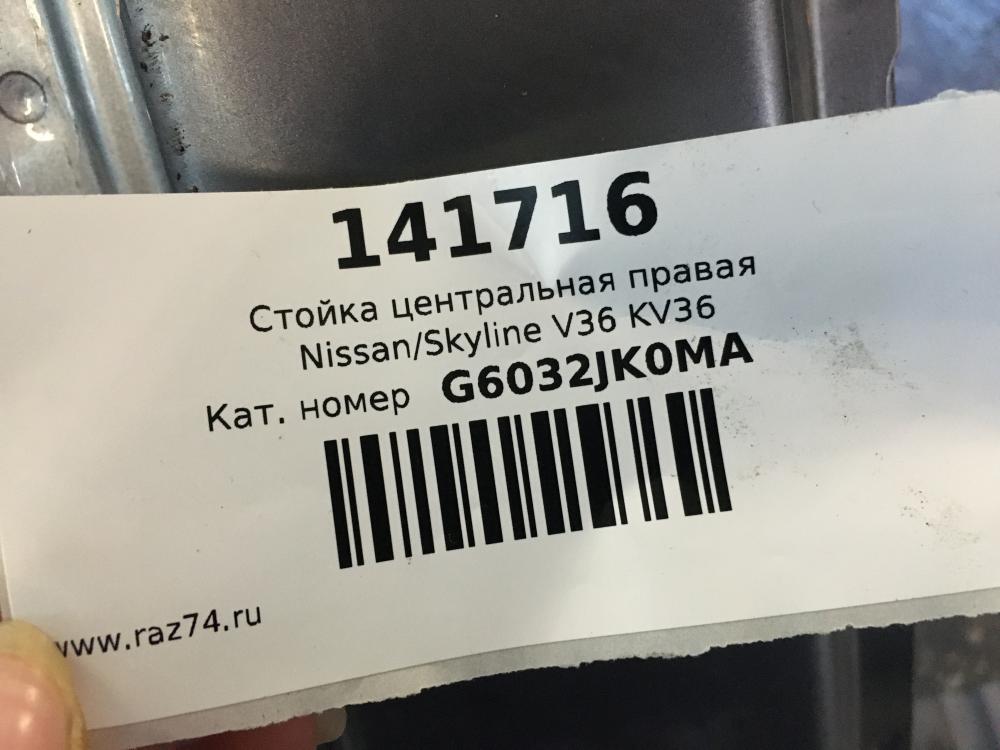 141716
Стойка центральная правая
Nissan/Skyline V36 KV36
Кат. номер G6032JK0MA
www.raz74.ru